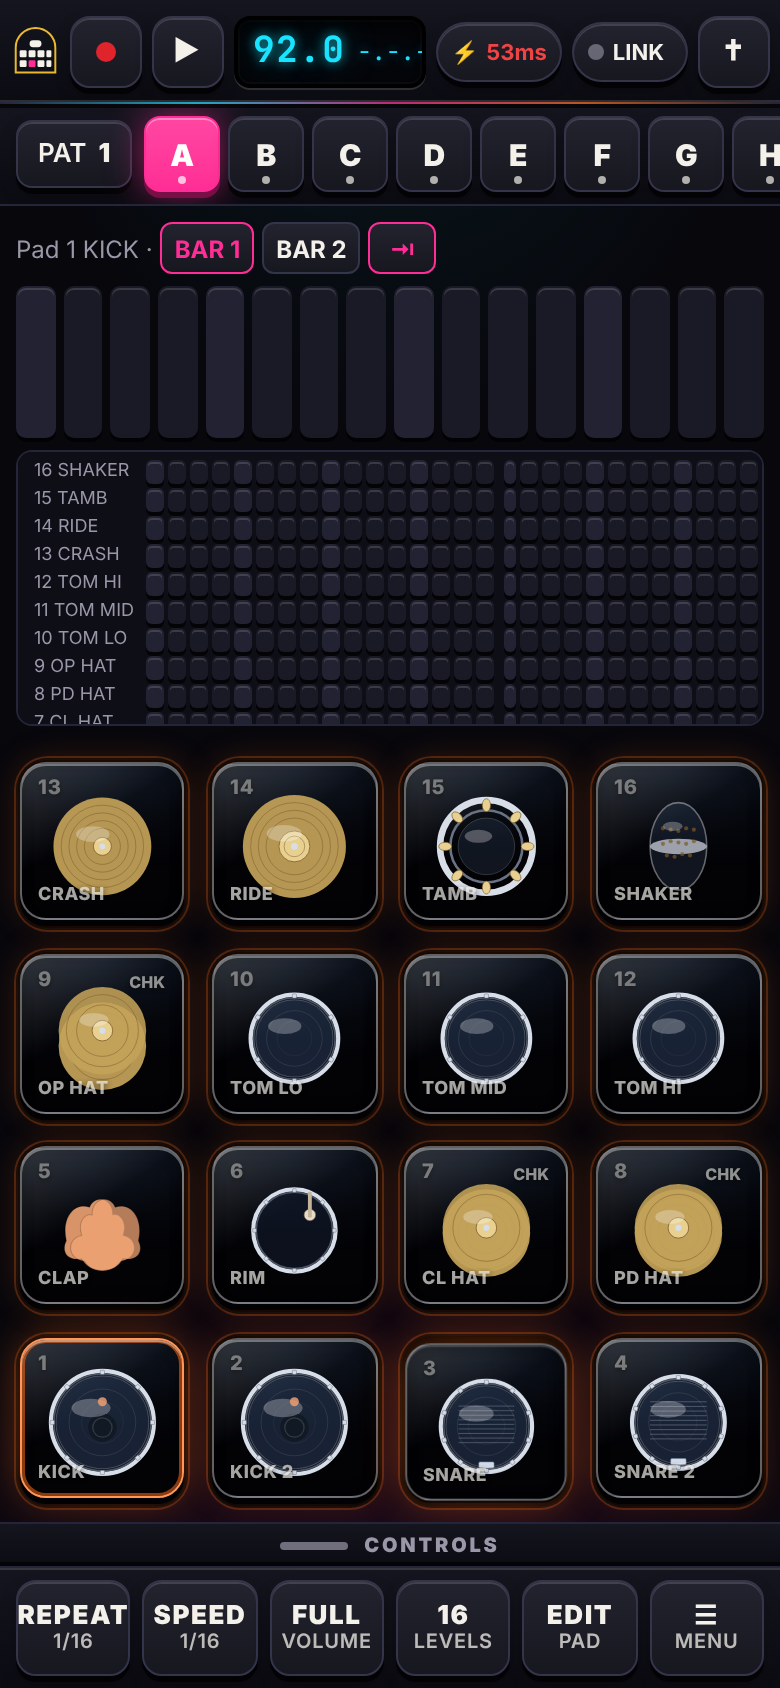 92.0 -.-.-
⚡ 53ms
LINK
PAT 1
A B C D E F G H
Pad 1 KICK · BAR 1 BAR 2 ⇥
16 SHAKER
15 TAMB
14 RIDE
13 CRASH
12 TOM HI
11 TOM MID
10 TOM LO
9 OP HAT
8 PD HAT
7 CL HAT
13 CRASH
14 RIDE
15 TAMB
16 SHAKER
9 CHK
OP HAT
10 TOM LO
11 TOM MID
12 TOM HI
5 CLAP
6 RIM
7 CHK
CL HAT
8 CHK
PD HAT
1 KICK
2 KICK 2
3 SNARE
4 SNARE 2
CONTROLS
REPEAT
1/16
SPEED
1/16
FULL
VOLUME
16
LEVELS
EDIT
PAD
☰
MENU